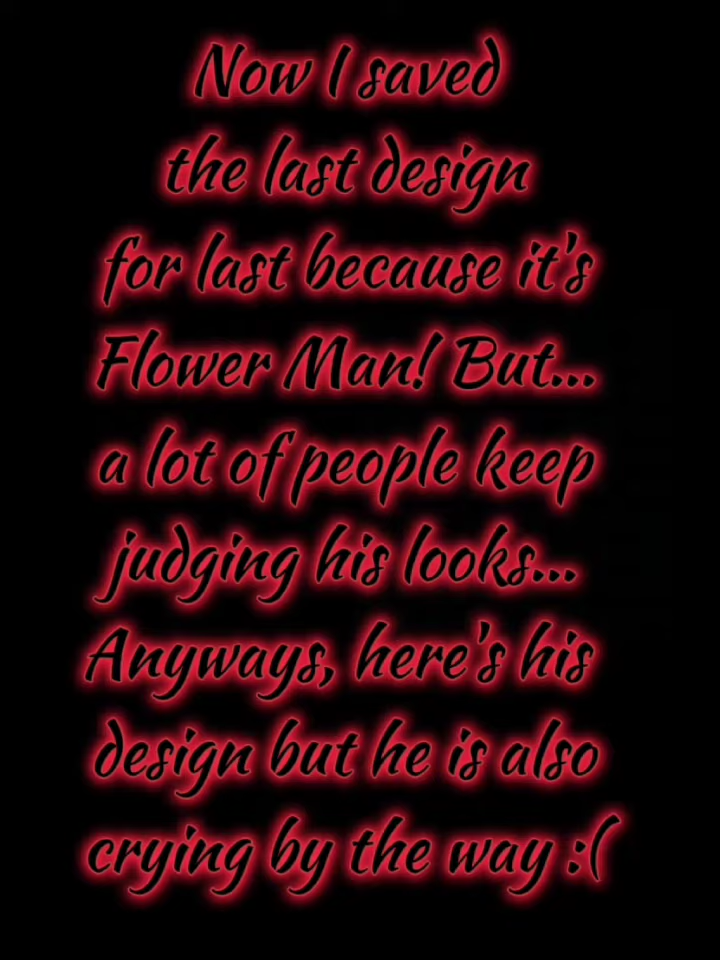 Now I saved
the last design
for last because it's
Flower Man! But...
a lot of people keep
judging his looks...
Anyways, here's his
design but he is also
crying by the way :(